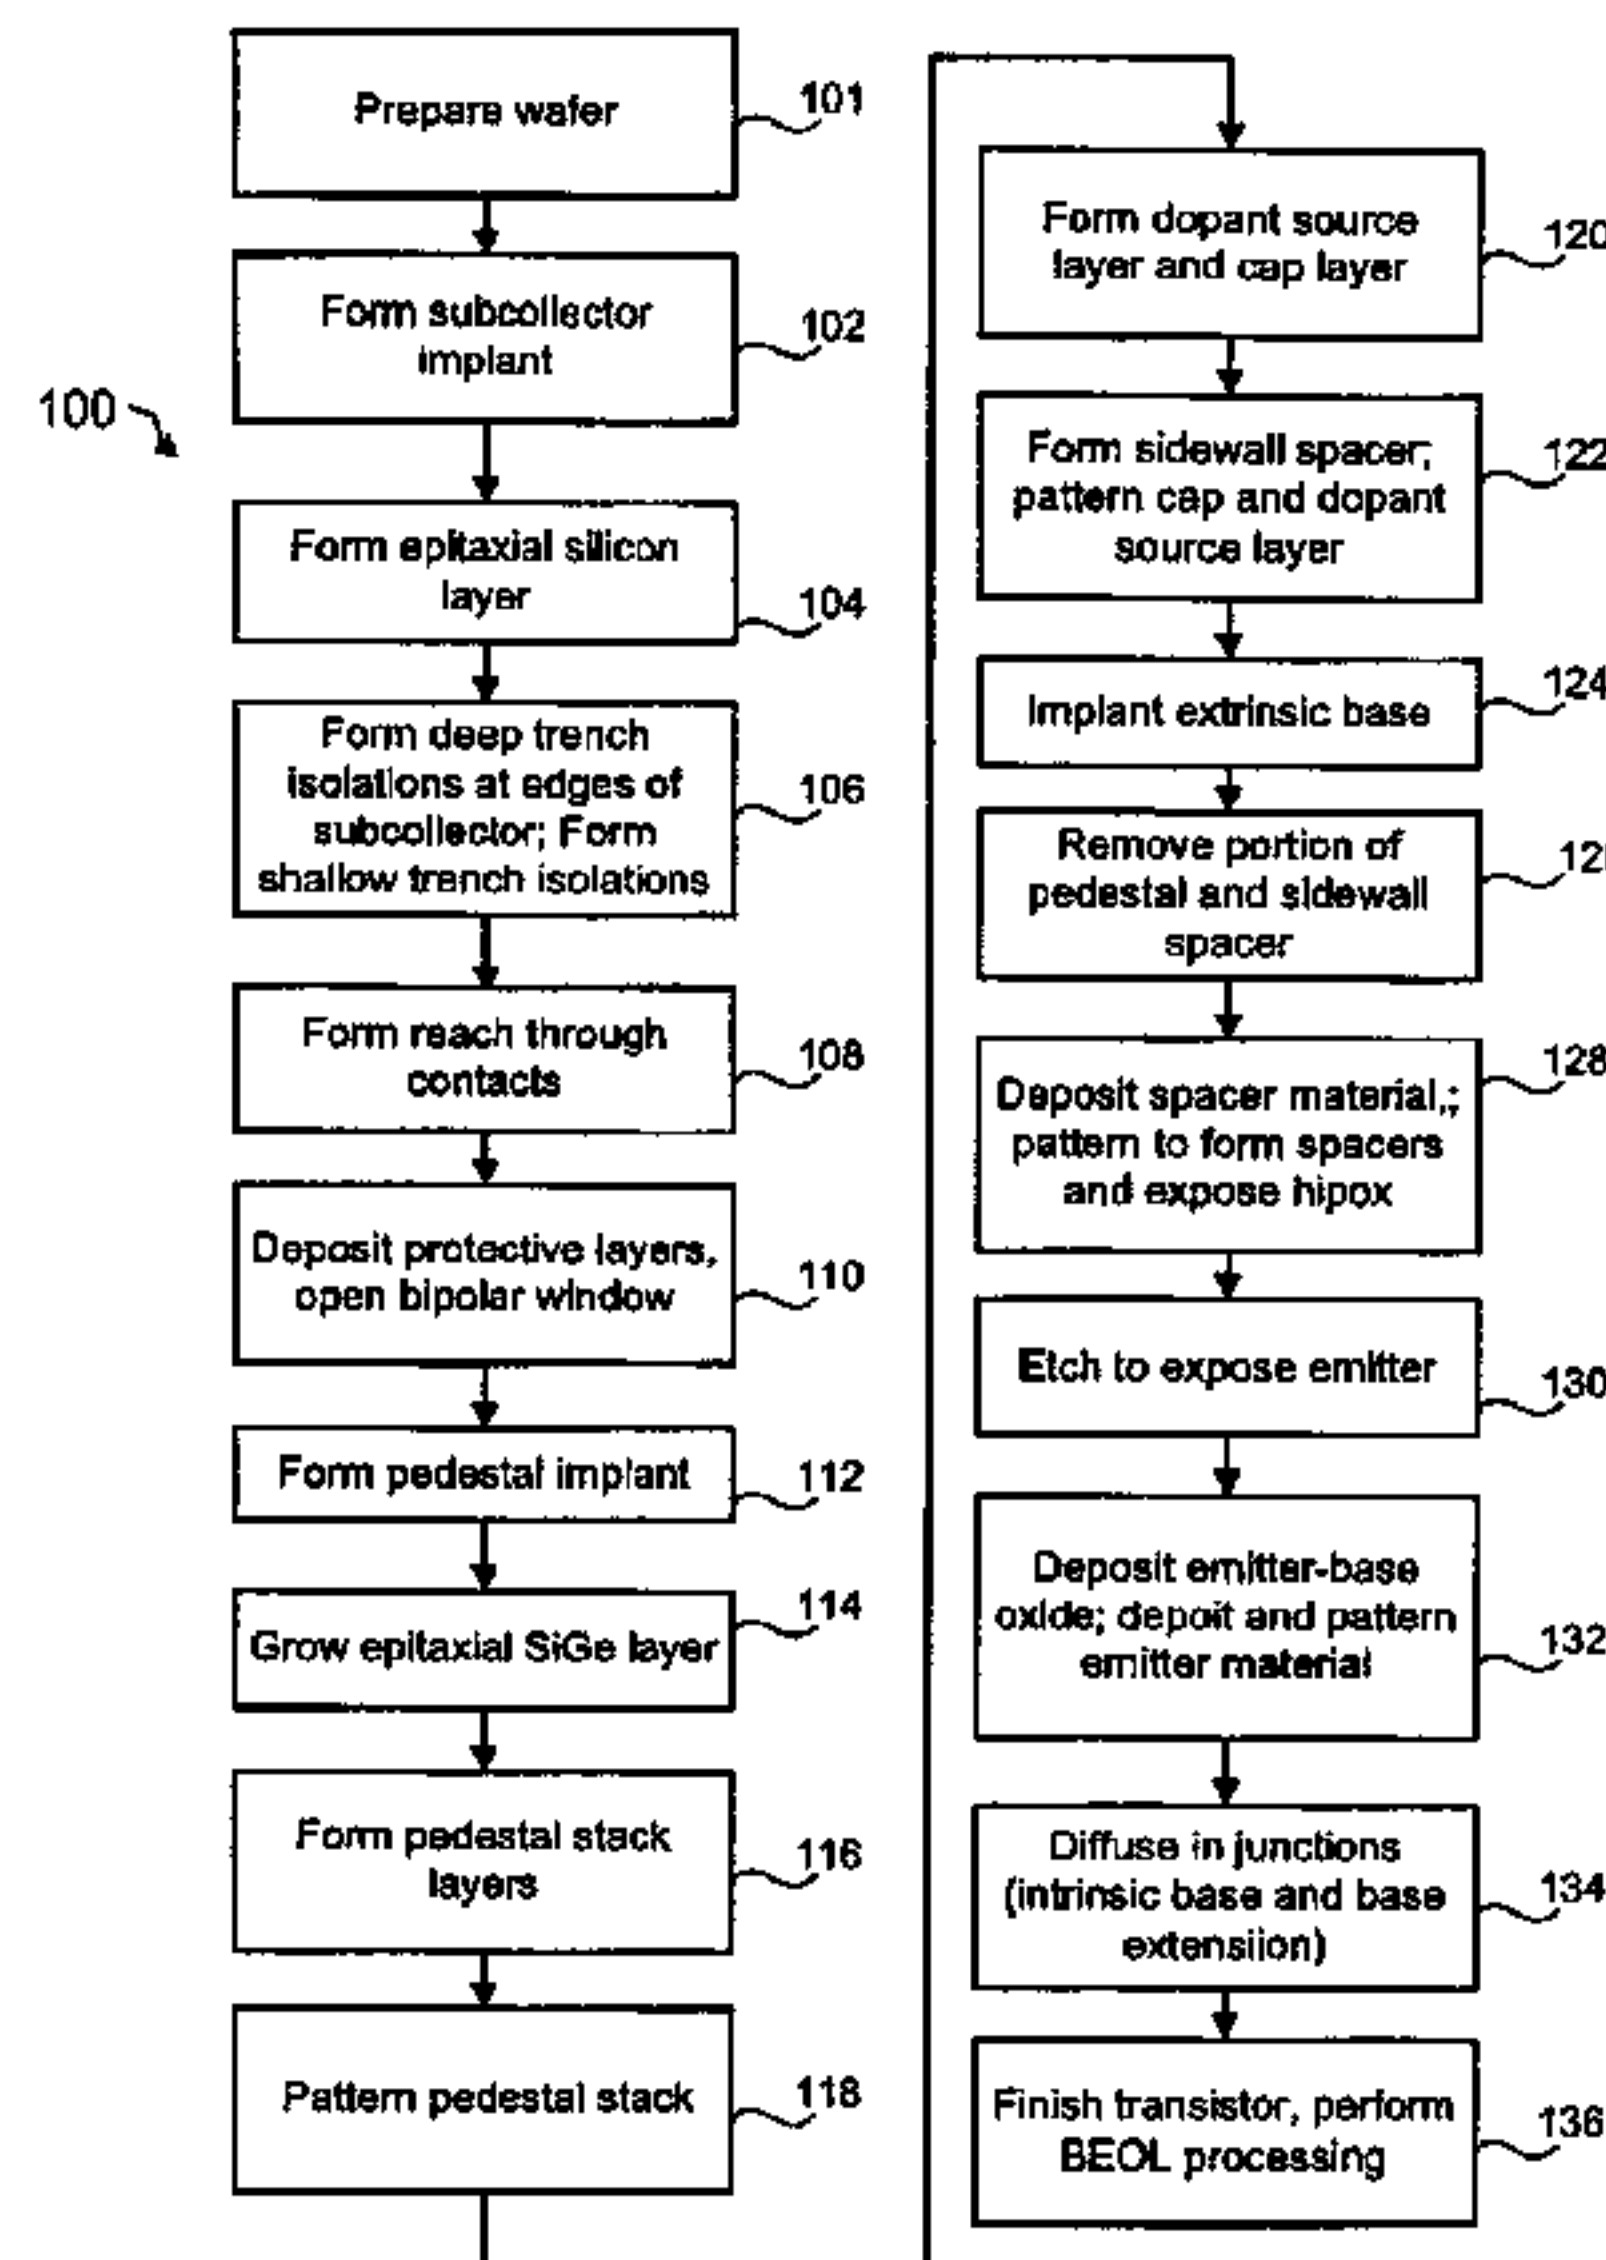 Prepare wafer
101
Form subcollector
implant
102
100
Form epitaxial silicon
layer
104
Form deep trench
isolations at edges of
subcollector; Form
shallow trench isolations
106
Form reach through
contacts
108
Deposit protective layers,
open bipolar window
110
Form pedestal implant
112
Grow epitaxial SiGe layer
114
Form pedestal stack
layers
116
Pattern pedestal stack
118
Form dopant source
layer and cap layer
120
Form sidewall spacer;
pattern cap and dopant
source layer
122
Implant extrinsic base
124
Remove portion of
pedestal and sidewall
spacer
Deposit spacer material,;
pattern to form spacers
and expose hipox
128
Etch to expose emitter
130
Deposit emitter-base
oxide; depoit and pattern
emitter material
132
Diffuse in junctions
(intrinsic base and base
extensiion)
134
Finish transistor, perform
BEOL processing
136